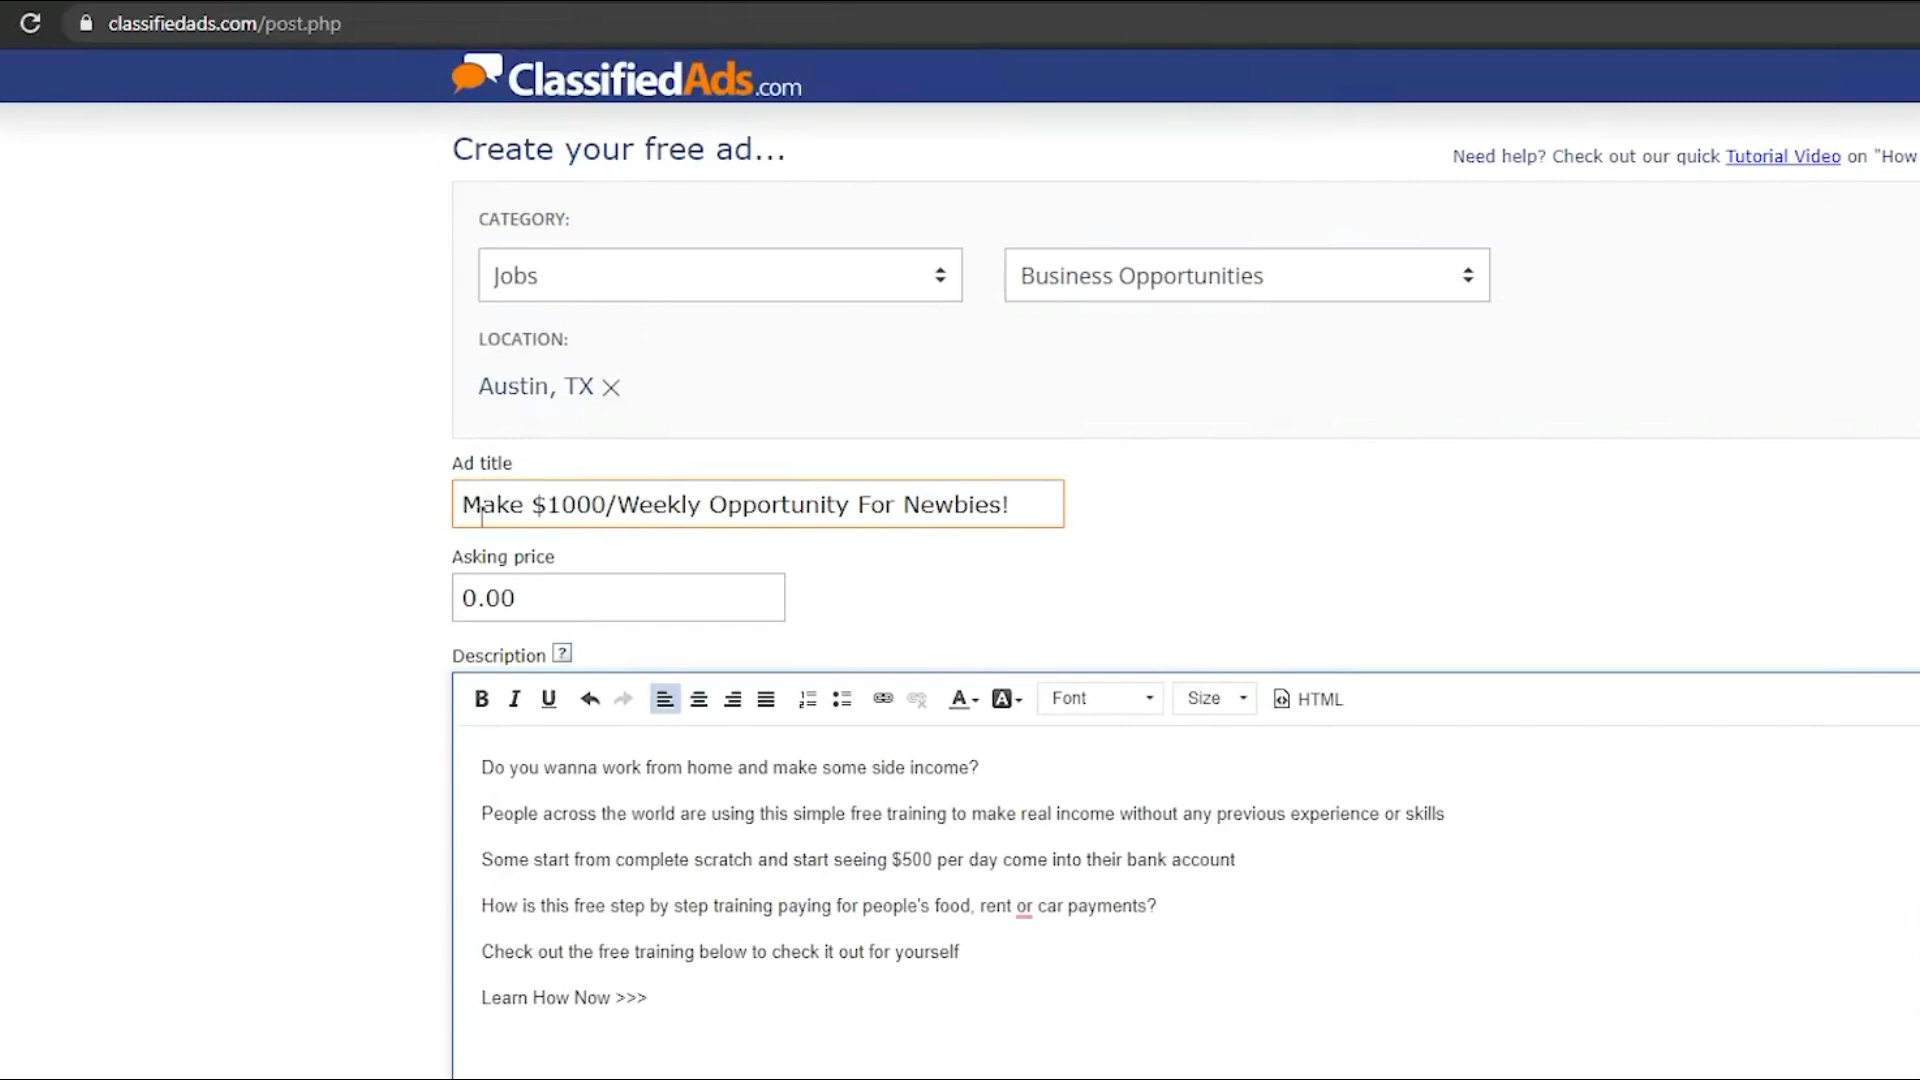 classifiedads.com/post.php
ClassifiedAds.com
Create your free ad...
Need help? Check out our quick Tutorial Video on "How
CATEGORY:
Jobs
Business Opportunities
LOCATION:
Austin, TX
Ad title
Make $1000/Weekly Opportunity For Newbies!
Asking price
0.00
Description ?
B I U A A Font Size HTML
Do you wanna work from home and make some side income?
People across the world are using this simple free training to make real income without any previous experience or skills
Some start from complete scratch and start seeing $500 per day come into their bank account
How is this free step by step training paying for people's food, rent or car payments?
Check out the free training below to check it out for yourself
Learn How Now >>>